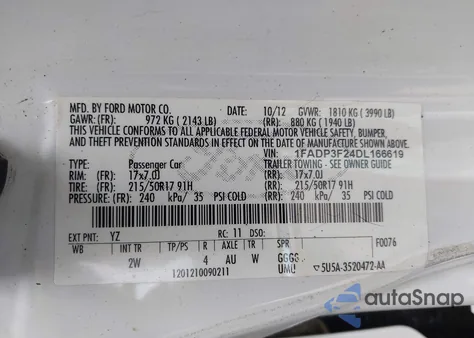 MFD. BY FORD MOTOR CO. DATE: 10/12 GVWR: 1810 KG ( 3990 LB)
GAWR: (FR): 972 KG ( 2143 LB) (RR): 880 KG ( 1940 LB)
THIS VEHICLE CONFORMS TO ALL APPLICABLE FEDERAL MOTOR VEHICLE SAFETY, BUMPER,
AND THEFT PREVENTION STANDARDS IN EFFECT ON THE DATE OF MANUFACTURE SHOWN ABOVE.
VIN: 1FADP3F24DL166619
TYPE: Passenger Car TRAILER TOWING - SEE OWNER GUIDE
RIM: (FR) 17x7.0J (RR): 17x7.0J
TIRE: (FR) 215/50R17 91H (RR): 215/50R17 91H
PRESSURE: (FR) 240 kPa/ 35 PSI COLD (RR): 240 kPa/ 35 PSI COLD
EXT PNT: YZ RC: 11 DSO: F0076
WB INT TR TP/PS R AXLE TR SPR
2W 4 AU W GGGS
1201210090211 UMU ▽5U5A-3520472-AA
autoSnap